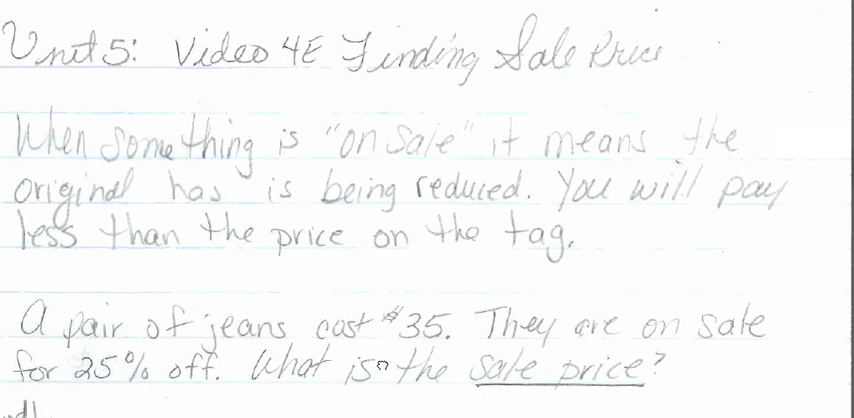 Unit 5: Video 4E Finding Sale Price
When something is "on sale" it means the
original has is being reduced. You will pay
less than the price on the tag.
A pair of jeans cost $35. They are on sale
for 25% off. What is the sale price?